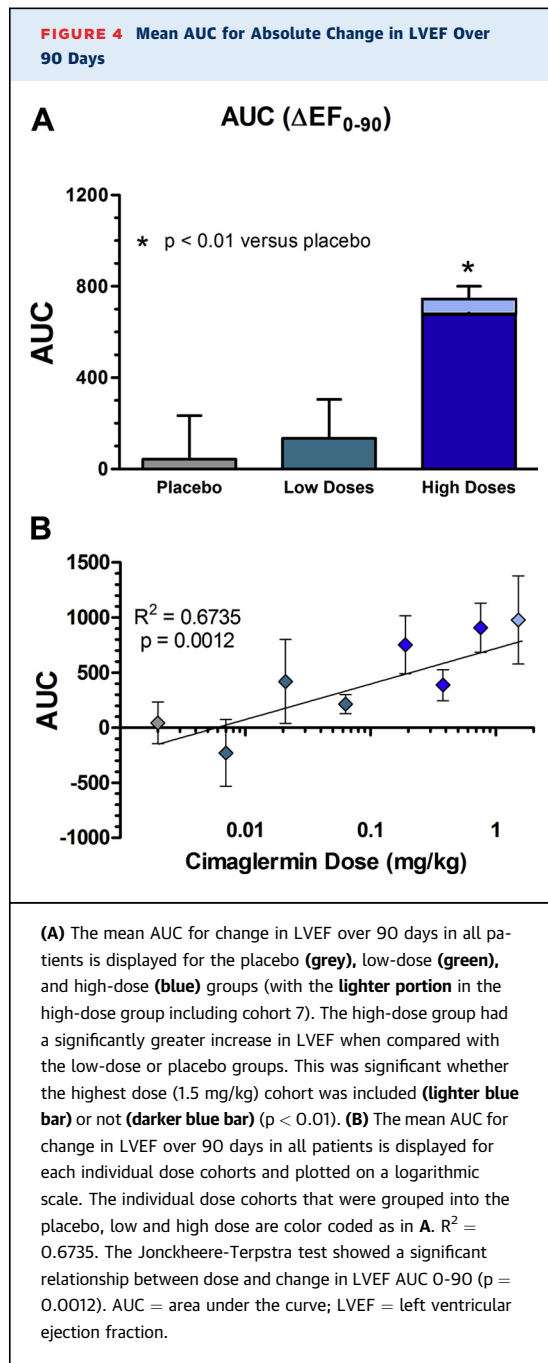 FIGURE 4 Mean AUC for Absolute Change in LVEF Over
90 Days
A
AUC (ΔEF0-90)
1200
800
400
0
AUC
* p < 0.01 versus placebo
*
Placebo
Low Doses
High Doses
B
1500
1000
500
0
-500
-1000
AUC
R2 = 0.6735
p = 0.0012
0.01
0.1
1
Cimaglermin Dose (mg/kg)
(A) The mean AUC for change in LVEF over 90 days in all pa-
tients is displayed for the placebo (grey), low-dose (green),
and high-dose (blue) groups (with the lighter portion in the
high-dose group including cohort 7). The high-dose group had
a significantly greater increase in LVEF when compared with
the low-dose or placebo groups. This was significant whether
the highest dose (1.5 mg/kg) cohort was included (lighter blue
bar) or not (darker blue bar) (p < 0.01). (B) The mean AUC for
change in LVEF over 90 days in all patients is displayed for
each individual dose cohorts and plotted on a logarithmic
scale. The individual dose cohorts that were grouped into the
placebo, low and high dose are color coded as in A. R2 =
0.6735. The Jonckheere-Terpstra test showed a significant
relationship between dose and change in LVEF AUC 0-90 (p =
0.0012). AUC = area under the curve; LVEF = left ventricular
ejection fraction.